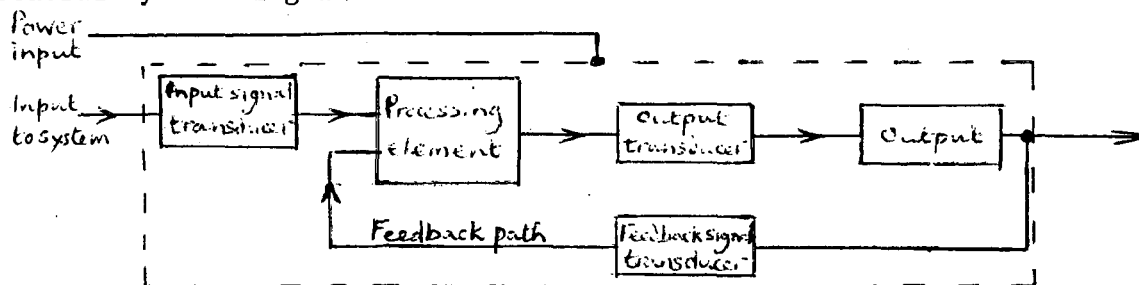 Power
input
Input
to system
Input signal
transducer
Processing
element
Output
transducer
Output
Feedback path
Feedback signal
transducer